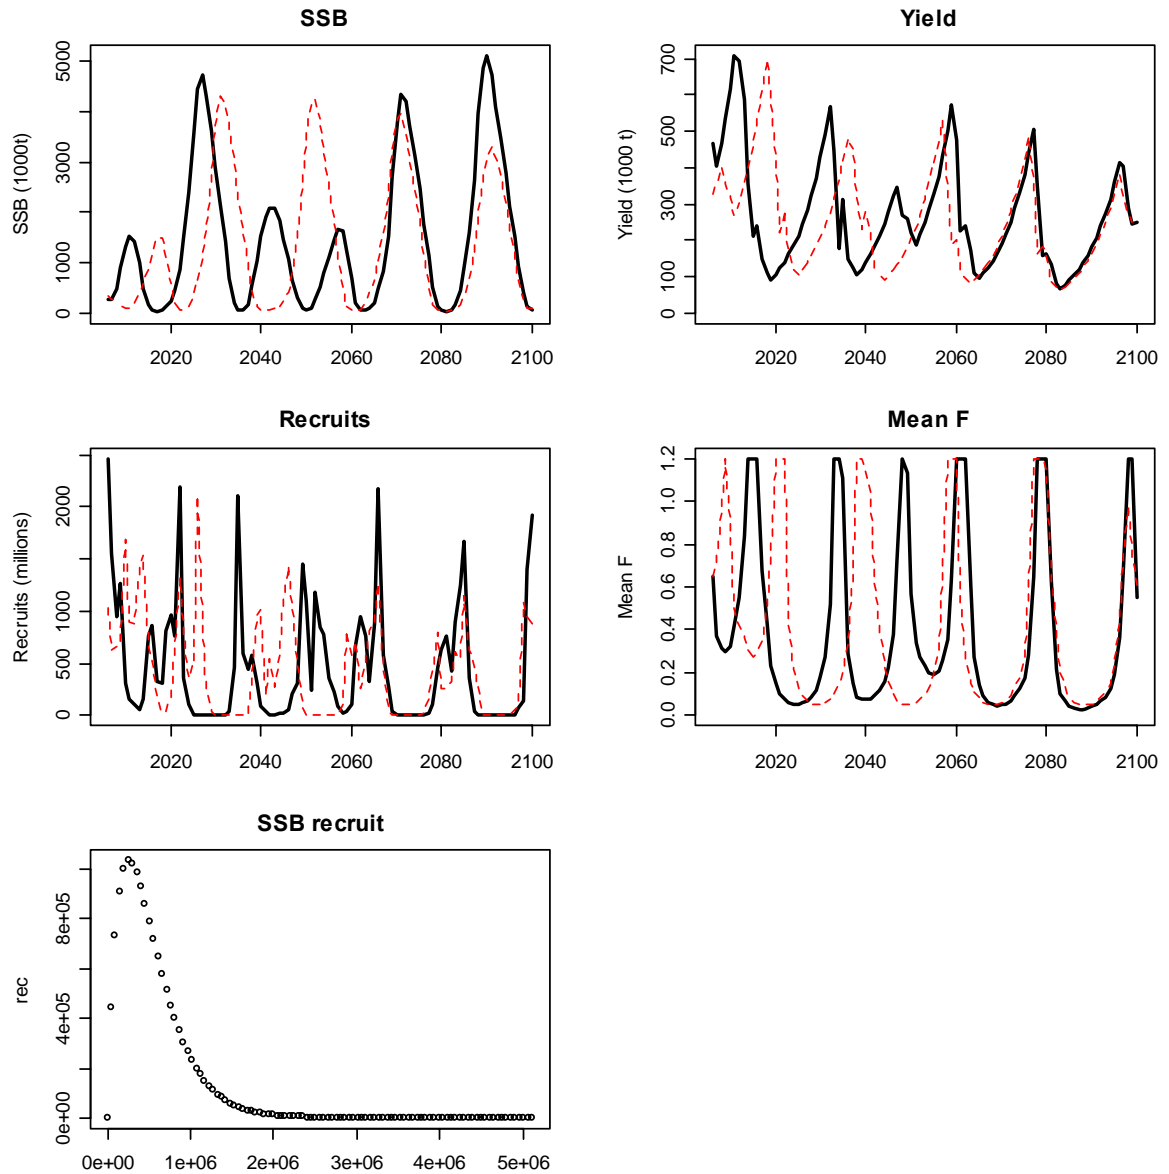 SSB
Yield
SSB (1000t)
0 1000 3000 5000
2020 2040 2060 2080 2100
Yield (1000 t)
0 100 300 500 700
2020 2040 2060 2080 2100
Recruits
Mean F
Recruits (millions)
0 500 1000 2000
2020 2040 2060 2080 2100
Mean F
0.0 0.2 0.4 0.6 0.8 1.0 1.2
2020 2040 2060 2080 2100
SSB recruit
rec
0e+00 4e+05 8e+05
0e+00 1e+06 2e+06 3e+06 4e+06 5e+06